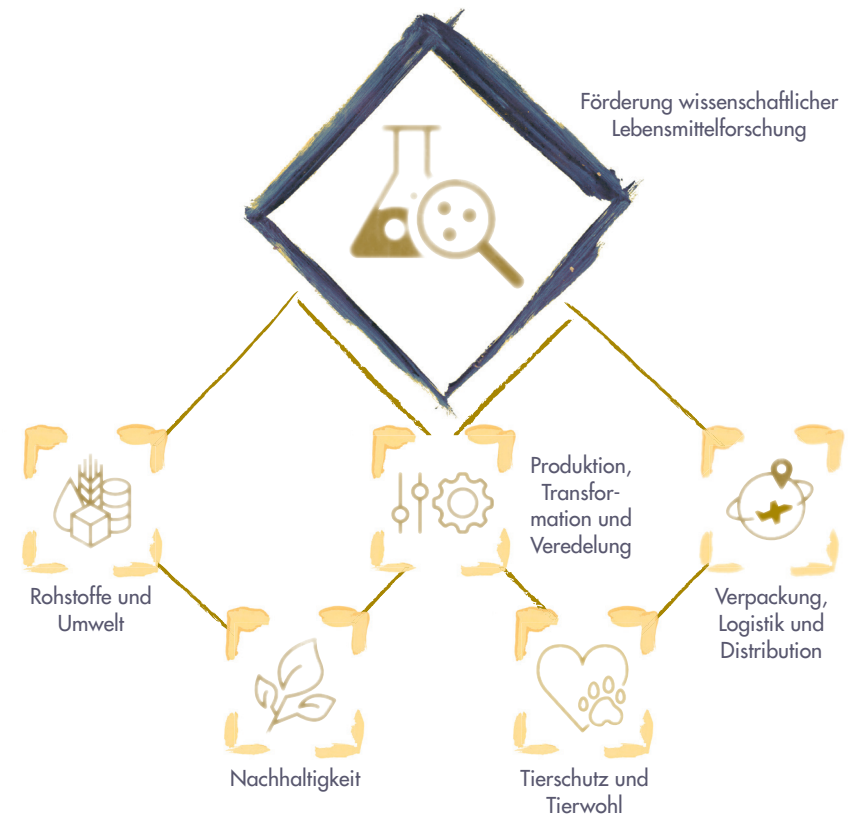 Förderung wissenschaftlicher
Lebensmittelforschung
Produktion,
Transfor-
mation und
Veredelung
Rohstoffe und
Umwelt
Verpackung,
Logistik und
Distribution
Nachhaltigkeit
Tierschutz und
Tierwohl